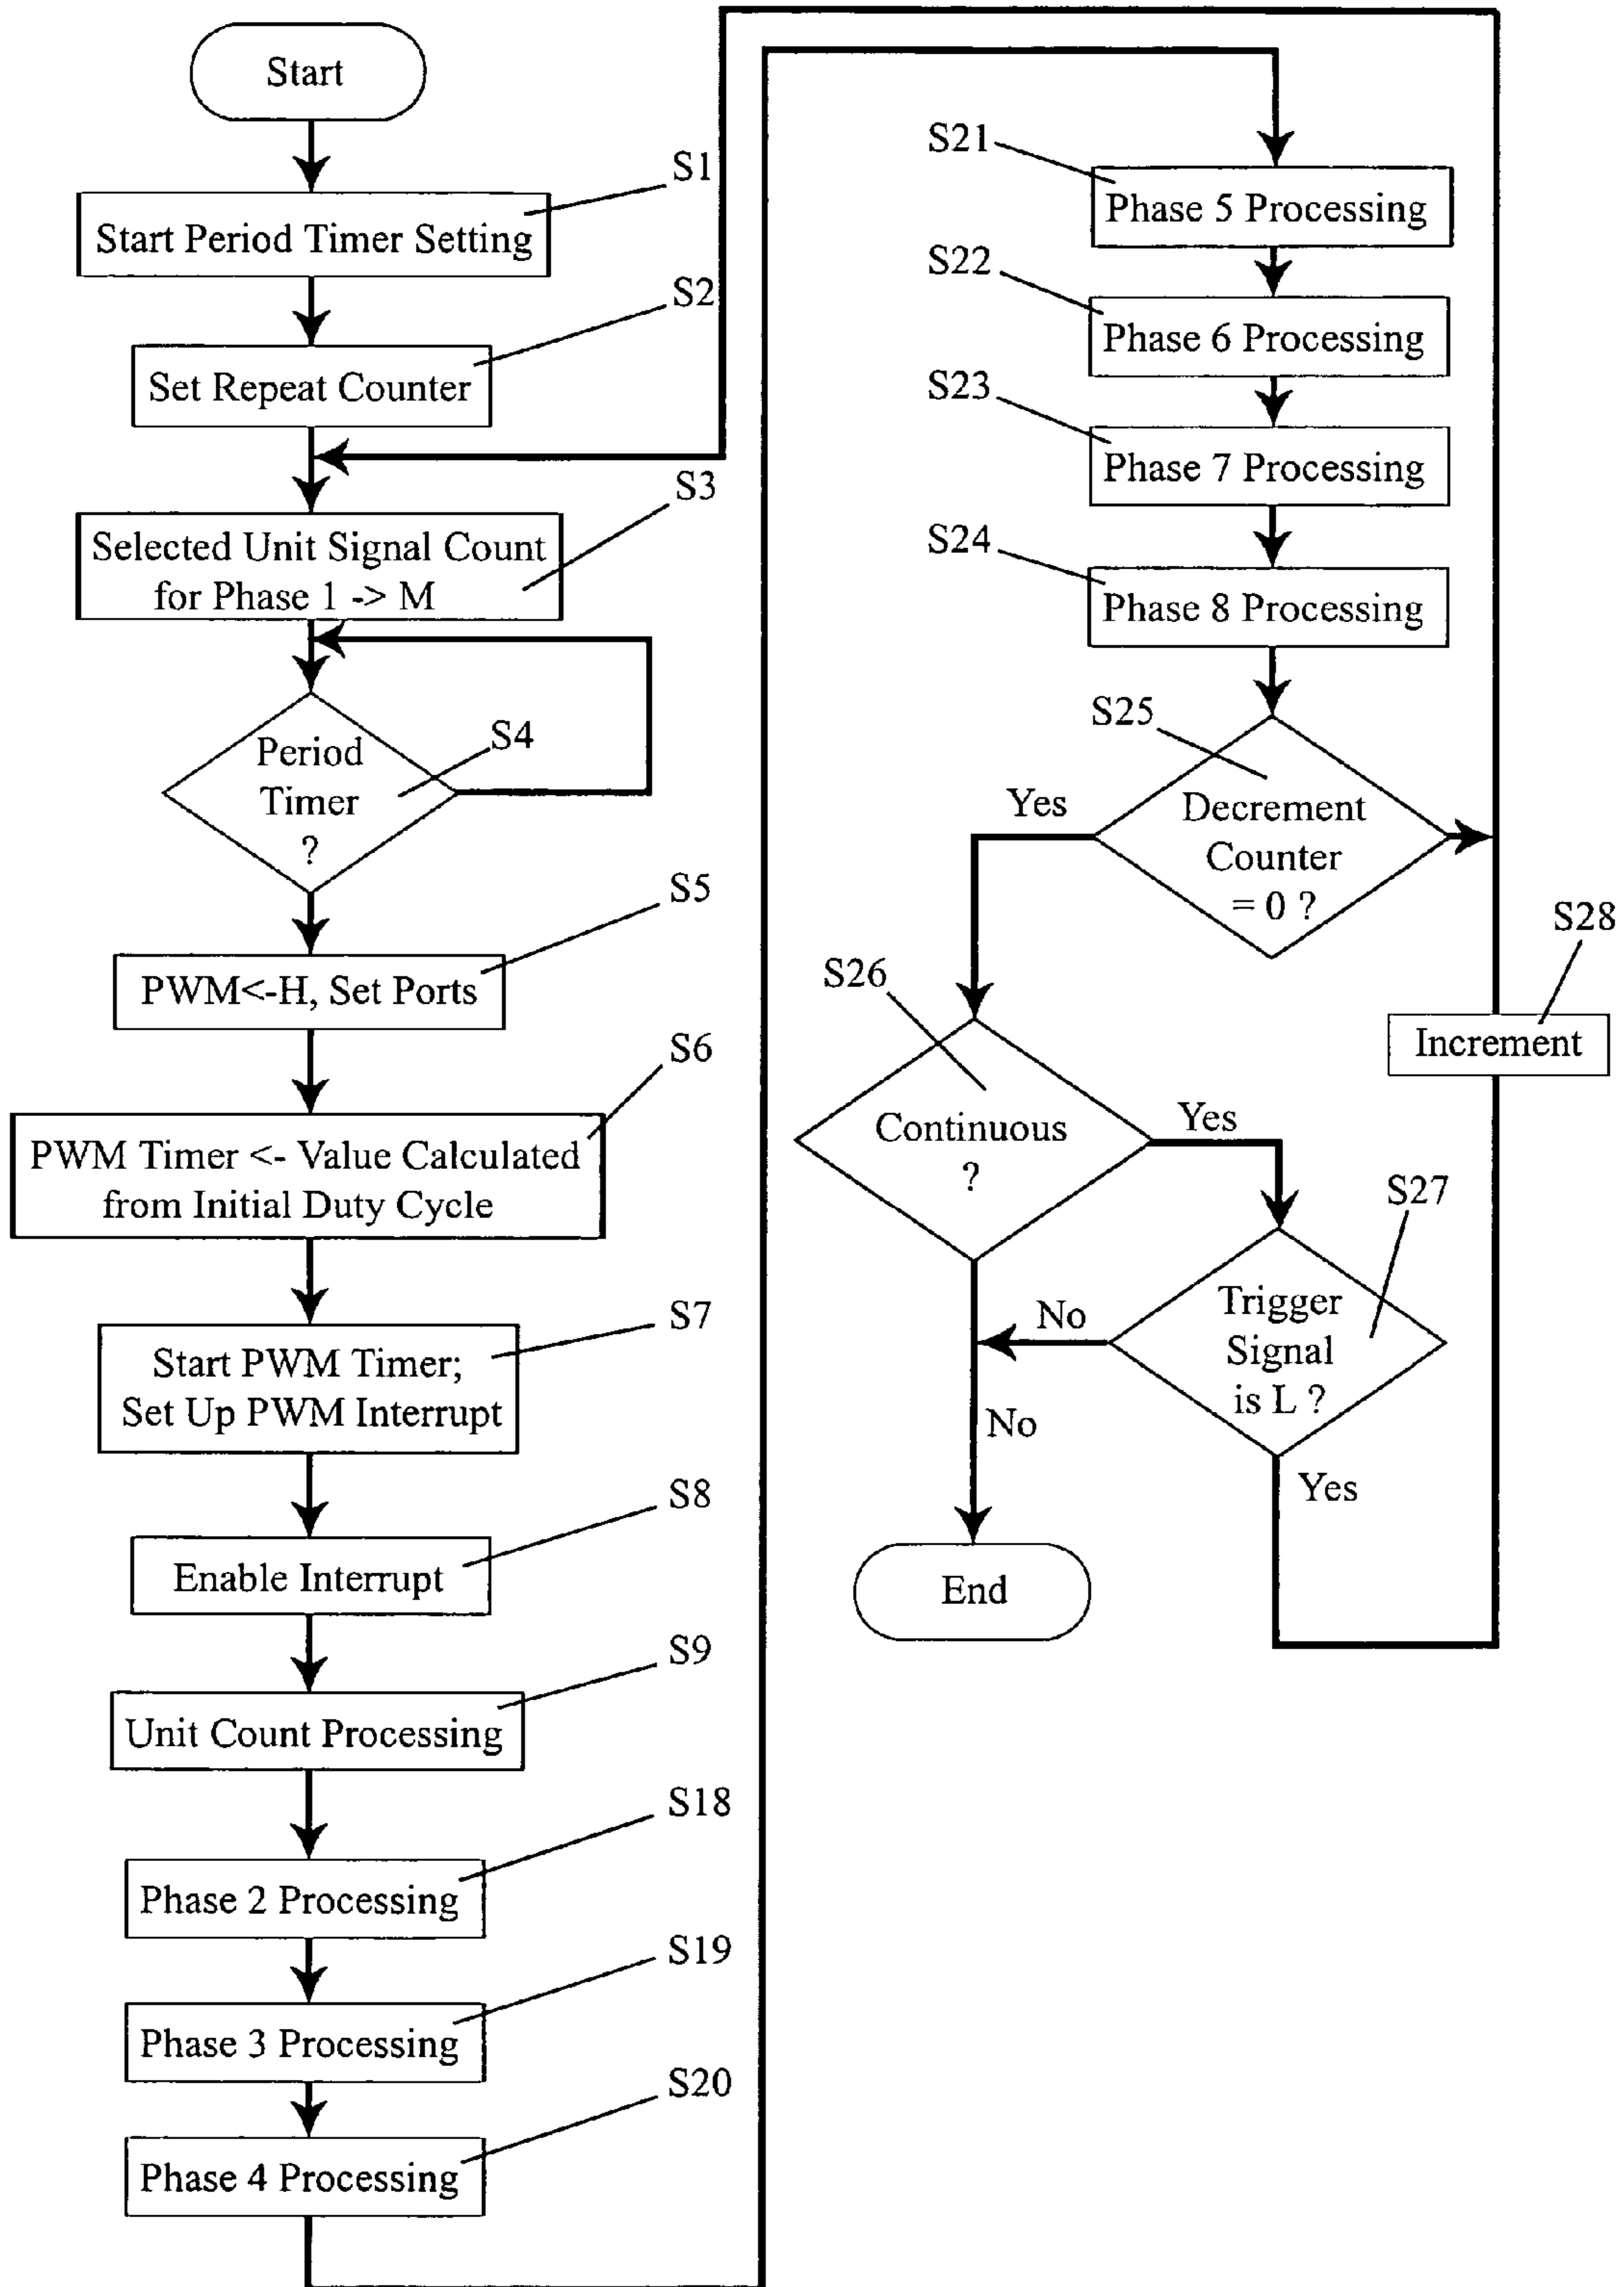 Start
S1
Start Period Timer Setting
S2
Set Repeat Counter
S3
Selected Unit Signal Count
for Phase 1 -> M
S4
Period
Timer
?
S5
PWM<-H, Set Ports
S6
PWM Timer <- Value Calculated
from Initial Duty Cycle
S7
Start PWM Timer;
Set Up PWM Interrupt
S8
Enable Interrupt
S9
Unit Count Processing
S18
Phase 2 Processing
S19
Phase 3 Processing
S20
Phase 4 Processing
S21
Phase 5 Processing
S22
Phase 6 Processing
S23
Phase 7 Processing
S24
Phase 8 Processing
S25
Yes
Decrement
Counter
= 0 ?
S28
Increment
S26
Continuous
?
Yes
S27
Trigger
Signal
is L ?
No
No
Yes
End